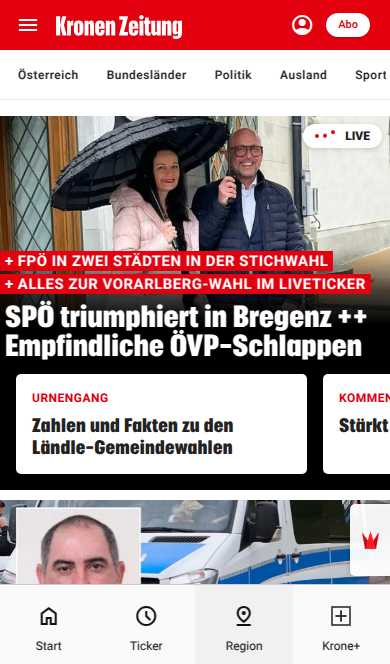 Kronen Zeitung
Abo
Österreich Bundesländer Politik Ausland Sport
LIVE
+ FPÖ IN ZWEI STÄDTEN IN DER STICHWAHL
+ ALLES ZUR VORARLBERG-WAHL IM LIVETICKER
SPÖ triumphiert in Bregenz ++
Empfindliche ÖVP-Schlappen
URNENGANG
Zahlen und Fakten zu den
Ländle-Gemeindewahlen
KOMMEN
Stärkt
Start Ticker Region Krone+